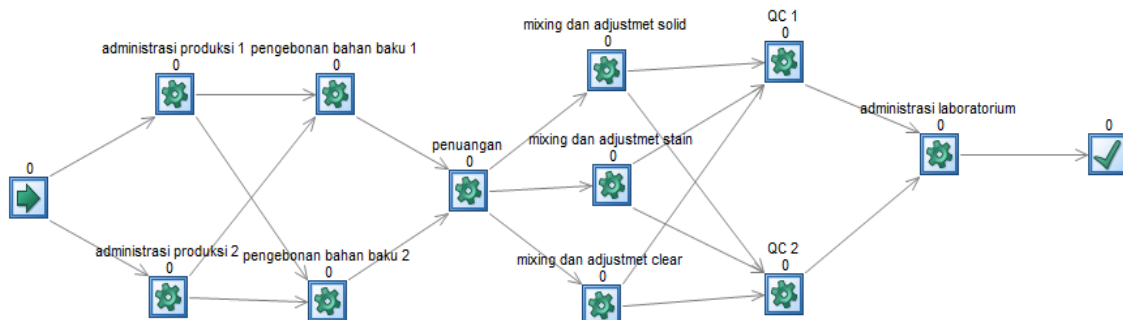 mixing dan adjustmet solid
0
QC 1
0
administrasi produksi 1
0
pengebonan bahan baku 1
0
administrasi laboratorium
0
0
penuangan
0
mixing dan adjustmet stain
0
0
administrasi produksi 2
0
pengebonan bahan baku 2
0
mixing dan adjustmet clear
0
QC 2
0